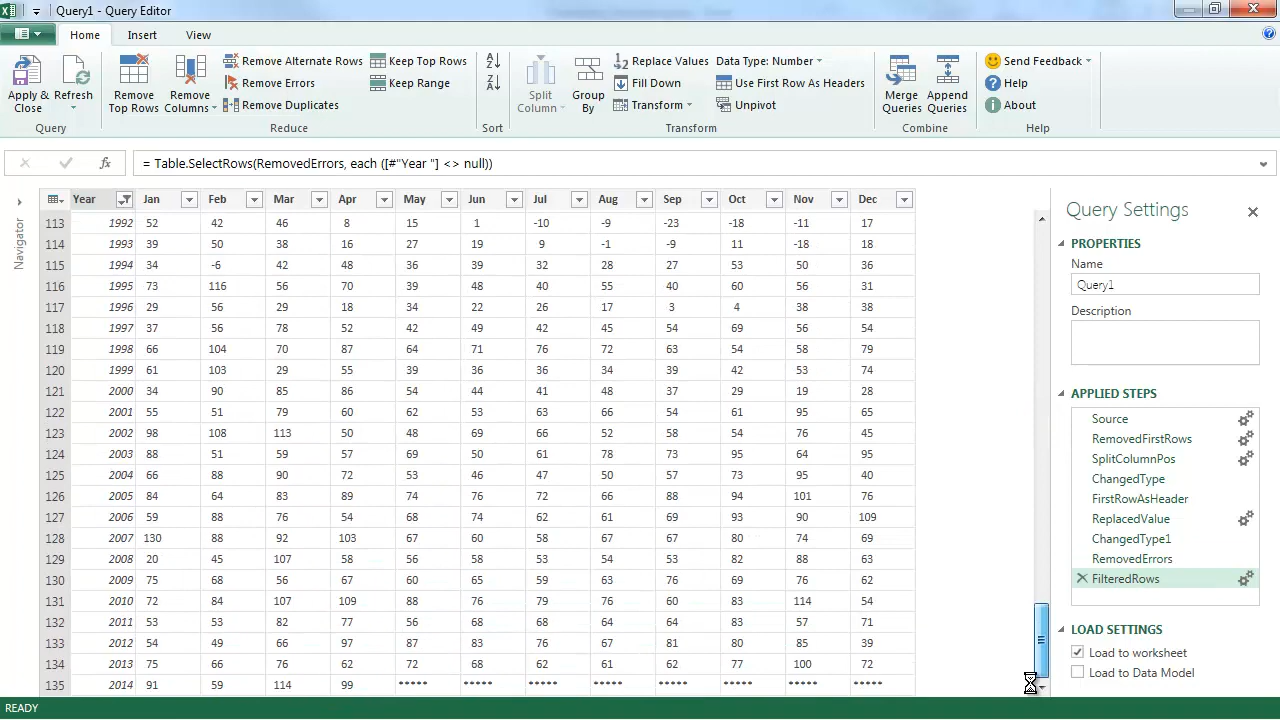 Query1 - Query Editor
Home Insert View
Apply & Close
Refresh
Query
Remove Top Rows
Remove Columns
Remove Alternate Rows
Remove Errors
Remove Duplicates
Keep Top Rows
Keep Range
Reduce
Sort
Split Column
Group By
Replace Values
Fill Down
Transform
Data Type: Number
Use First Row As Headers
Unpivot
Transform
Merge Queries
Append Queries
Combine
Send Feedback
Help
About
Help
fx = Table.SelectRows(RemovedErrors, each ([#"Year "] <> null))
Navigator
Year Jan Feb Mar Apr May Jun Jul Aug Sep Oct Nov Dec
113 1992 52 42 46 8 15 1 -10 -9 -23 -18 -11 17
114 1993 39 50 38 16 27 19 9 -1 -9 11 -18 18
115 1994 34 -6 42 48 36 39 32 28 27 53 50 36
116 1995 73 116 56 70 39 48 40 55 40 60 56 31
117 1996 29 56 29 18 34 22 26 17 3 4 38 38
118 1997 37 56 78 52 42 49 42 45 54 69 56 54
119 1998 66 104 70 87 64 71 76 72 63 54 58 79
120 1999 61 103 29 55 39 36 36 34 39 42 53 74
121 2000 34 90 85 86 54 44 41 48 37 29 19 28
122 2001 55 51 79 60 62 53 63 66 54 61 95 65
123 2002 98 108 113 50 48 69 66 52 58 54 76 45
124 2003 88 51 59 57 69 50 61 78 73 95 64 95
125 2004 66 88 90 72 53 46 47 50 57 73 95 40
126 2005 84 64 83 89 74 76 72 66 88 94 101 76
127 2006 59 88 76 54 68 74 62 61 69 93 90 109
128 2007 130 88 92 103 67 60 58 67 67 80 74 69
129 2008 20 45 107 58 56 58 53 54 53 82 88 63
130 2009 75 68 56 67 60 65 59 63 76 69 76 62
131 2010 72 84 107 109 88 76 79 76 60 83 114 54
132 2011 53 53 82 77 56 68 68 64 64 83 57 71
133 2012 54 49 66 97 87 83 76 67 81 80 85 39
134 2013 75 66 76 62 72 68 62 61 62 77 100 72
135 2014 91 59 114 99 ***** ***** ***** ***** ***** ***** ***** *****
Query Settings
PROPERTIES
Name
Query1
Description
APPLIED STEPS
Source
RemovedFirstRows
SplitColumnPos
ChangedType
FirstRowAsHeader
ReplacedValue
ChangedType1
RemovedErrors
FilteredRows
LOAD SETTINGS
Load to worksheet
Load to Data Model
READY